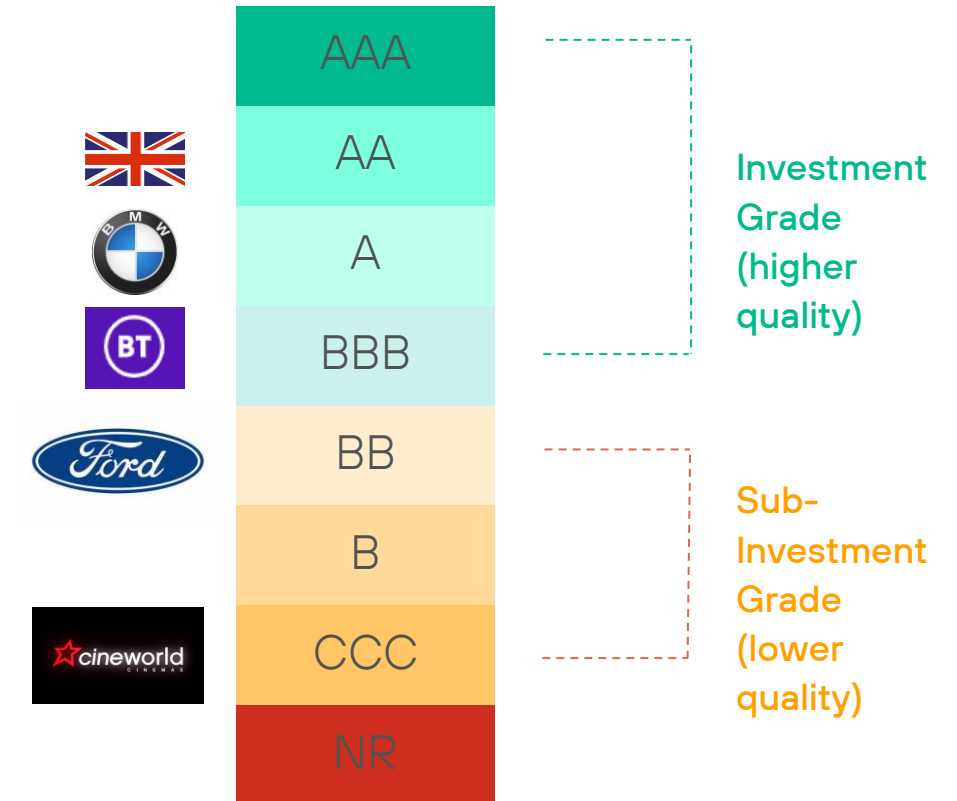 AAA
AA
BMW
A
BT
BBB
Ford
BB
B
cineworld
CINEMAS
CCC
NR
Investment
Grade
(higher
quality)
Sub-
Investment
Grade
(lower
quality)